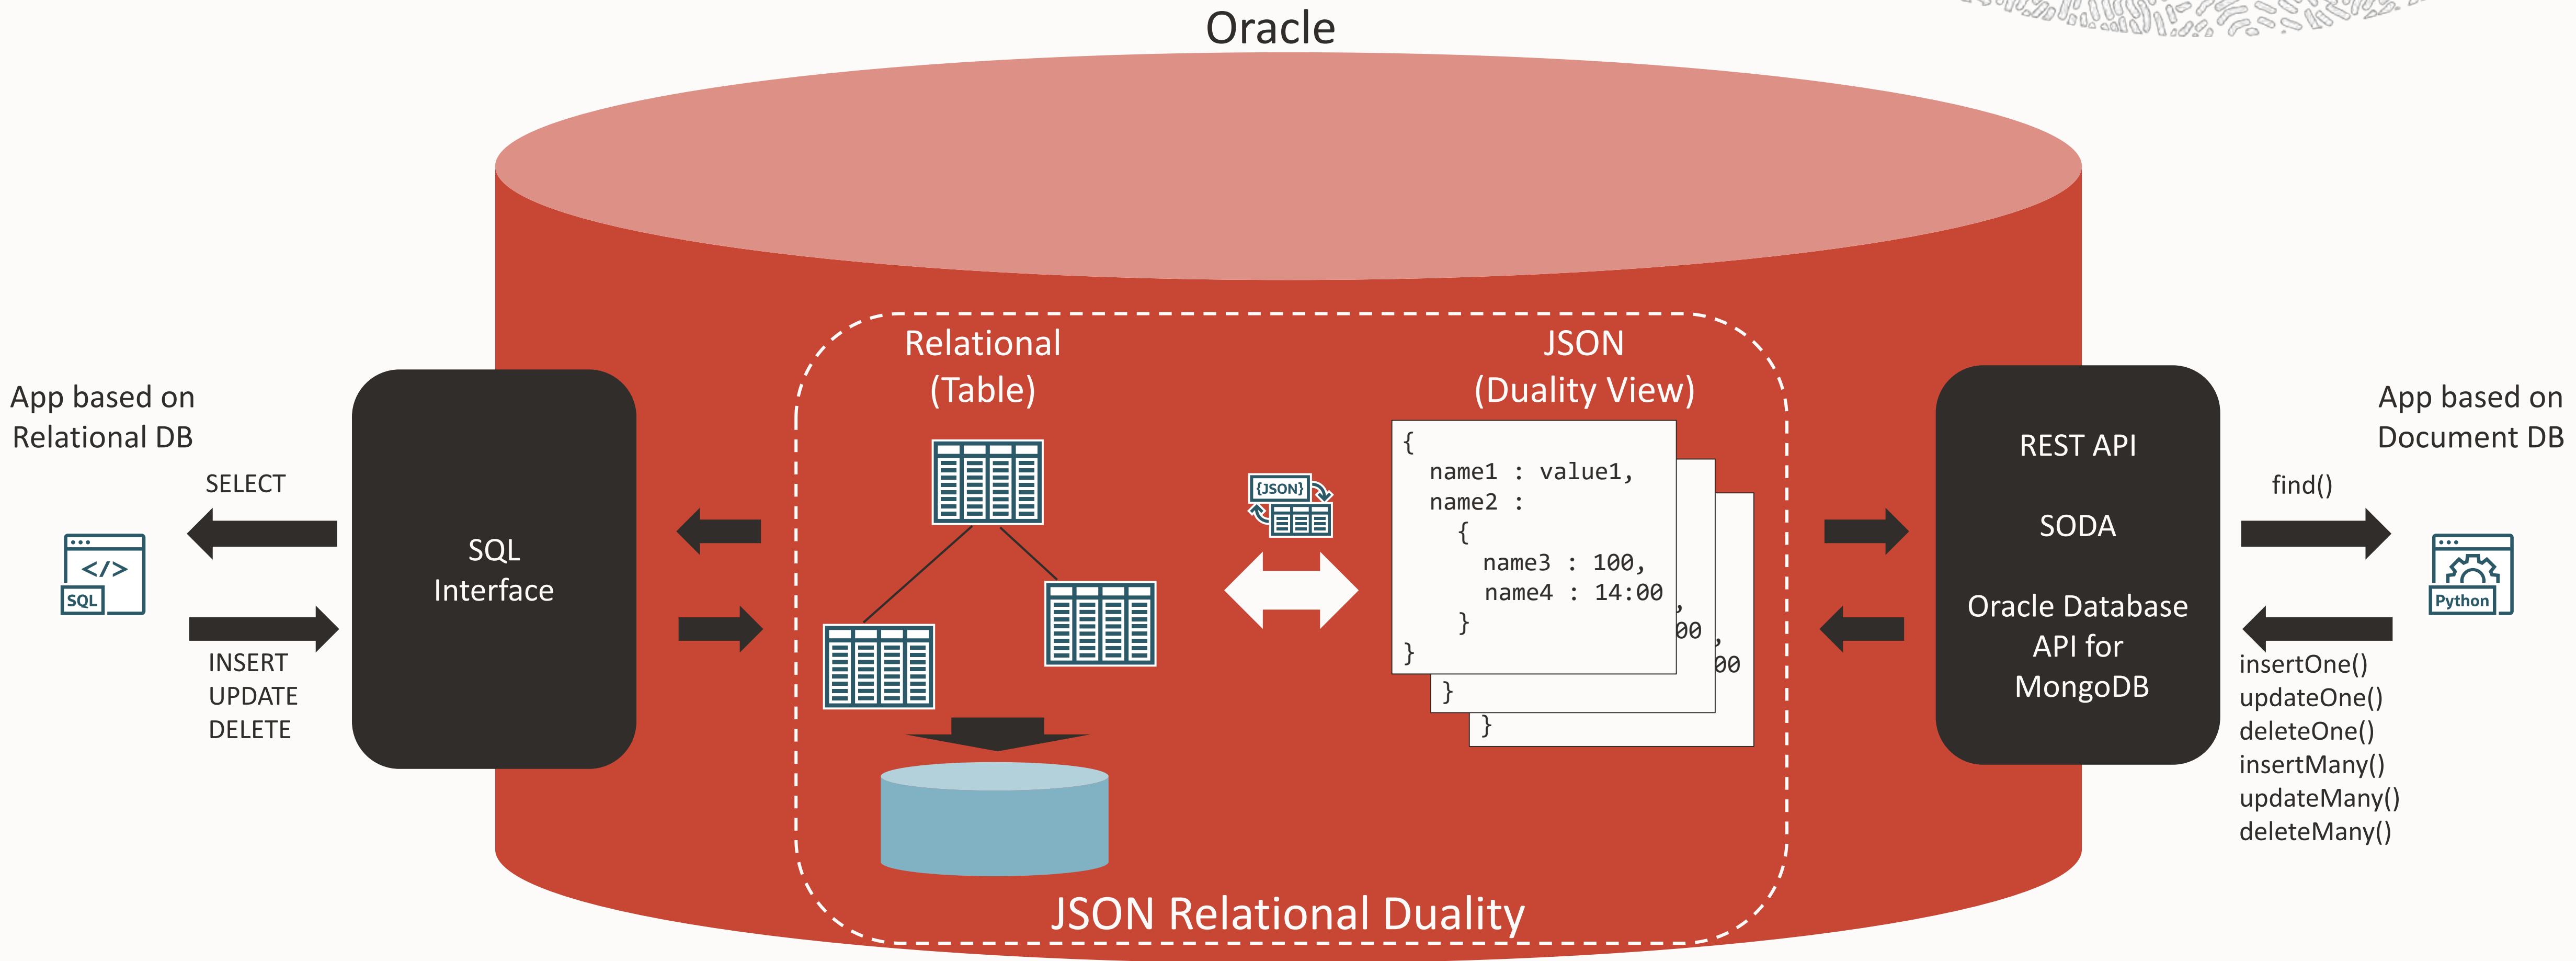 Oracle
App based on
Relational DB
SELECT
</>
SQL
INSERT
UPDATE
DELETE
SQL
Interface
Relational
(Table)
{JSON}
JSON
(Duality View)
{
name1 : value1,
name2 :
{
name3 : 100,
name4 : 14:00
}
}
,
00
}
,
00
}
JSON Relational Duality
REST API
SODA
Oracle Database
API for
MongoDB
App based on
Document DB
find()
Python
insertOne()
updateOne()
deleteOne()
insertMany()
updateMany()
deleteMany()